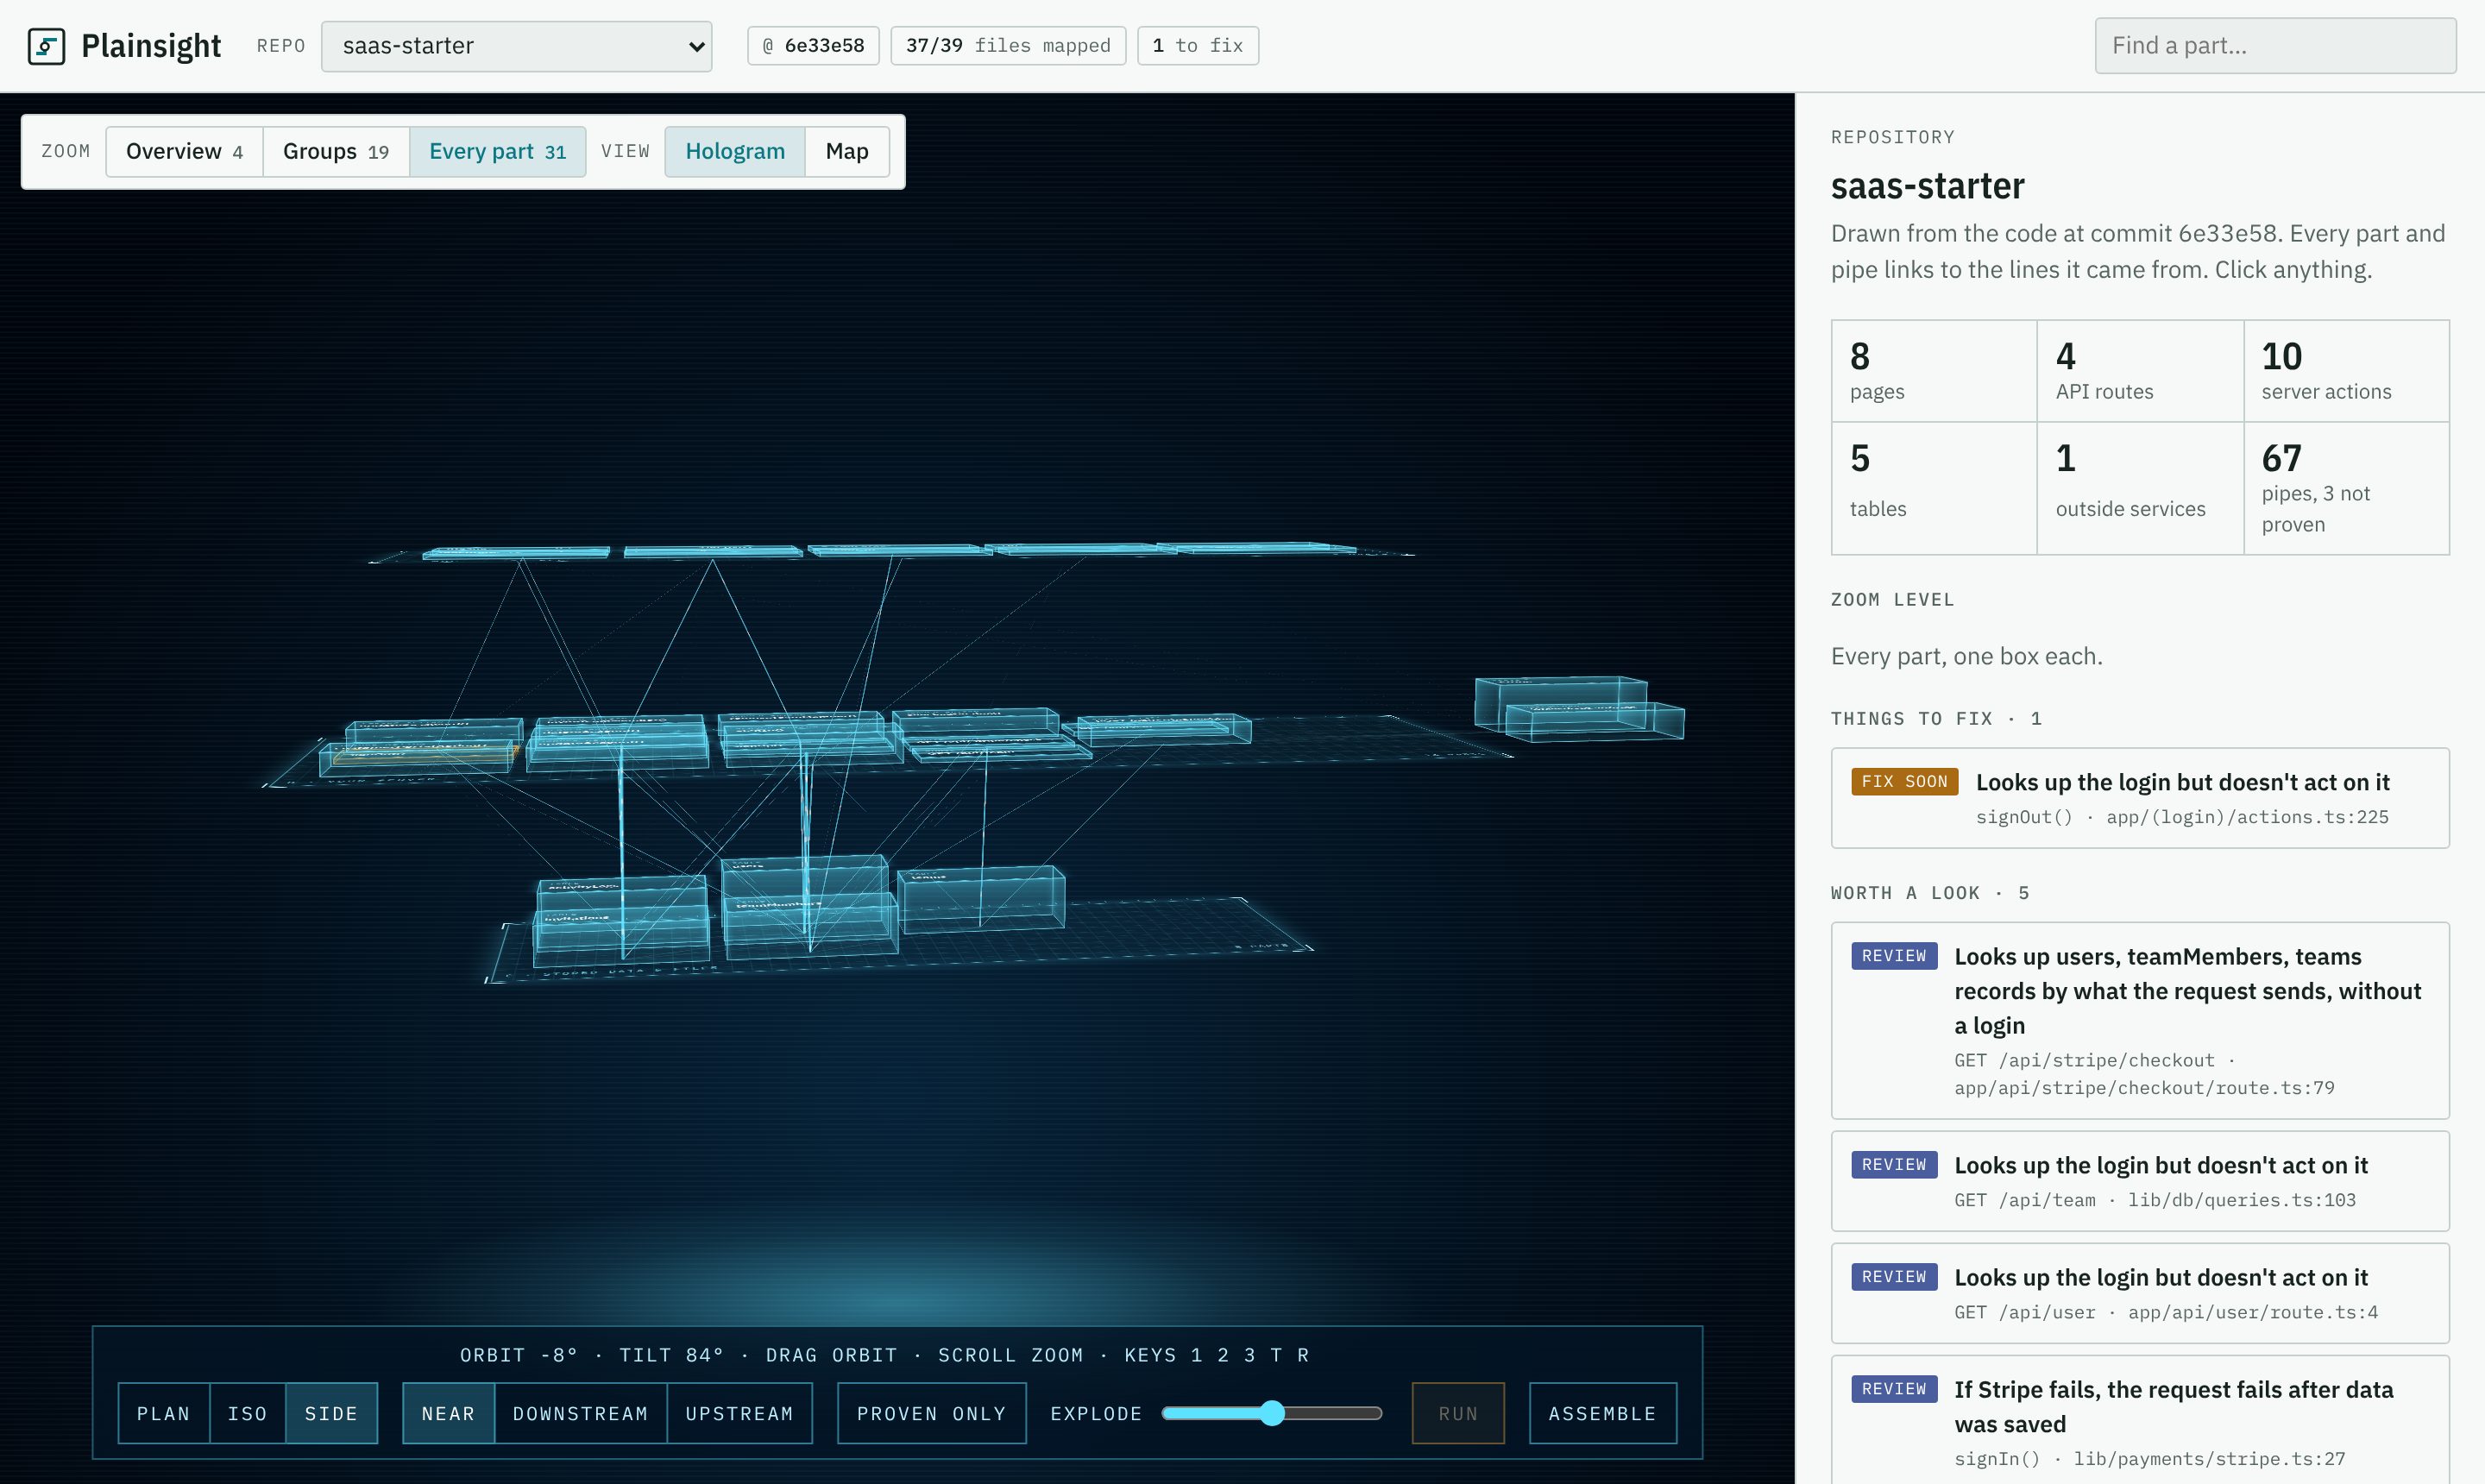 Plainsight
REPO
saas-starter
@ 6e33e58
37/39 files mapped
1 to fix
Find a part...
ZOOM
Overview 4
Groups 19
Every part 31
VIEW
Hologram
Map
users
teams
teamMembers
invitations
ORBIT -8° · TILT 84° · DRAG ORBIT · SCROLL ZOOM · KEYS 1 2 3 T R
PLAN
ISO
SIDE
NEAR
DOWNSTREAM
UPSTREAM
PROVEN ONLY
EXPLODE
RUN
ASSEMBLE
REPOSITORY
saas-starter
Drawn from the code at commit 6e33e58. Every part and
pipe links to the lines it came from. Click anything.
8
pages
4
API routes
10
server actions
5
tables
1
outside services
67
pipes, 3 not
proven
ZOOM LEVEL
Every part, one box each.
THINGS TO FIX · 1
FIX SOON
Looks up the login but doesn't act on it
signOut() · app/(login)/actions.ts:225
WORTH A LOOK · 5
REVIEW
Looks up users, teamMembers, teams
records by what the request sends, without
a login
GET /api/stripe/checkout ·
app/api/stripe/checkout/route.ts:79
REVIEW
Looks up the login but doesn't act on it
GET /api/team · lib/db/queries.ts:103
REVIEW
Looks up the login but doesn't act on it
GET /api/user · app/api/user/route.ts:4
REVIEW
If Stripe fails, the request fails after data
was saved
signIn() · lib/payments/stripe.ts:27